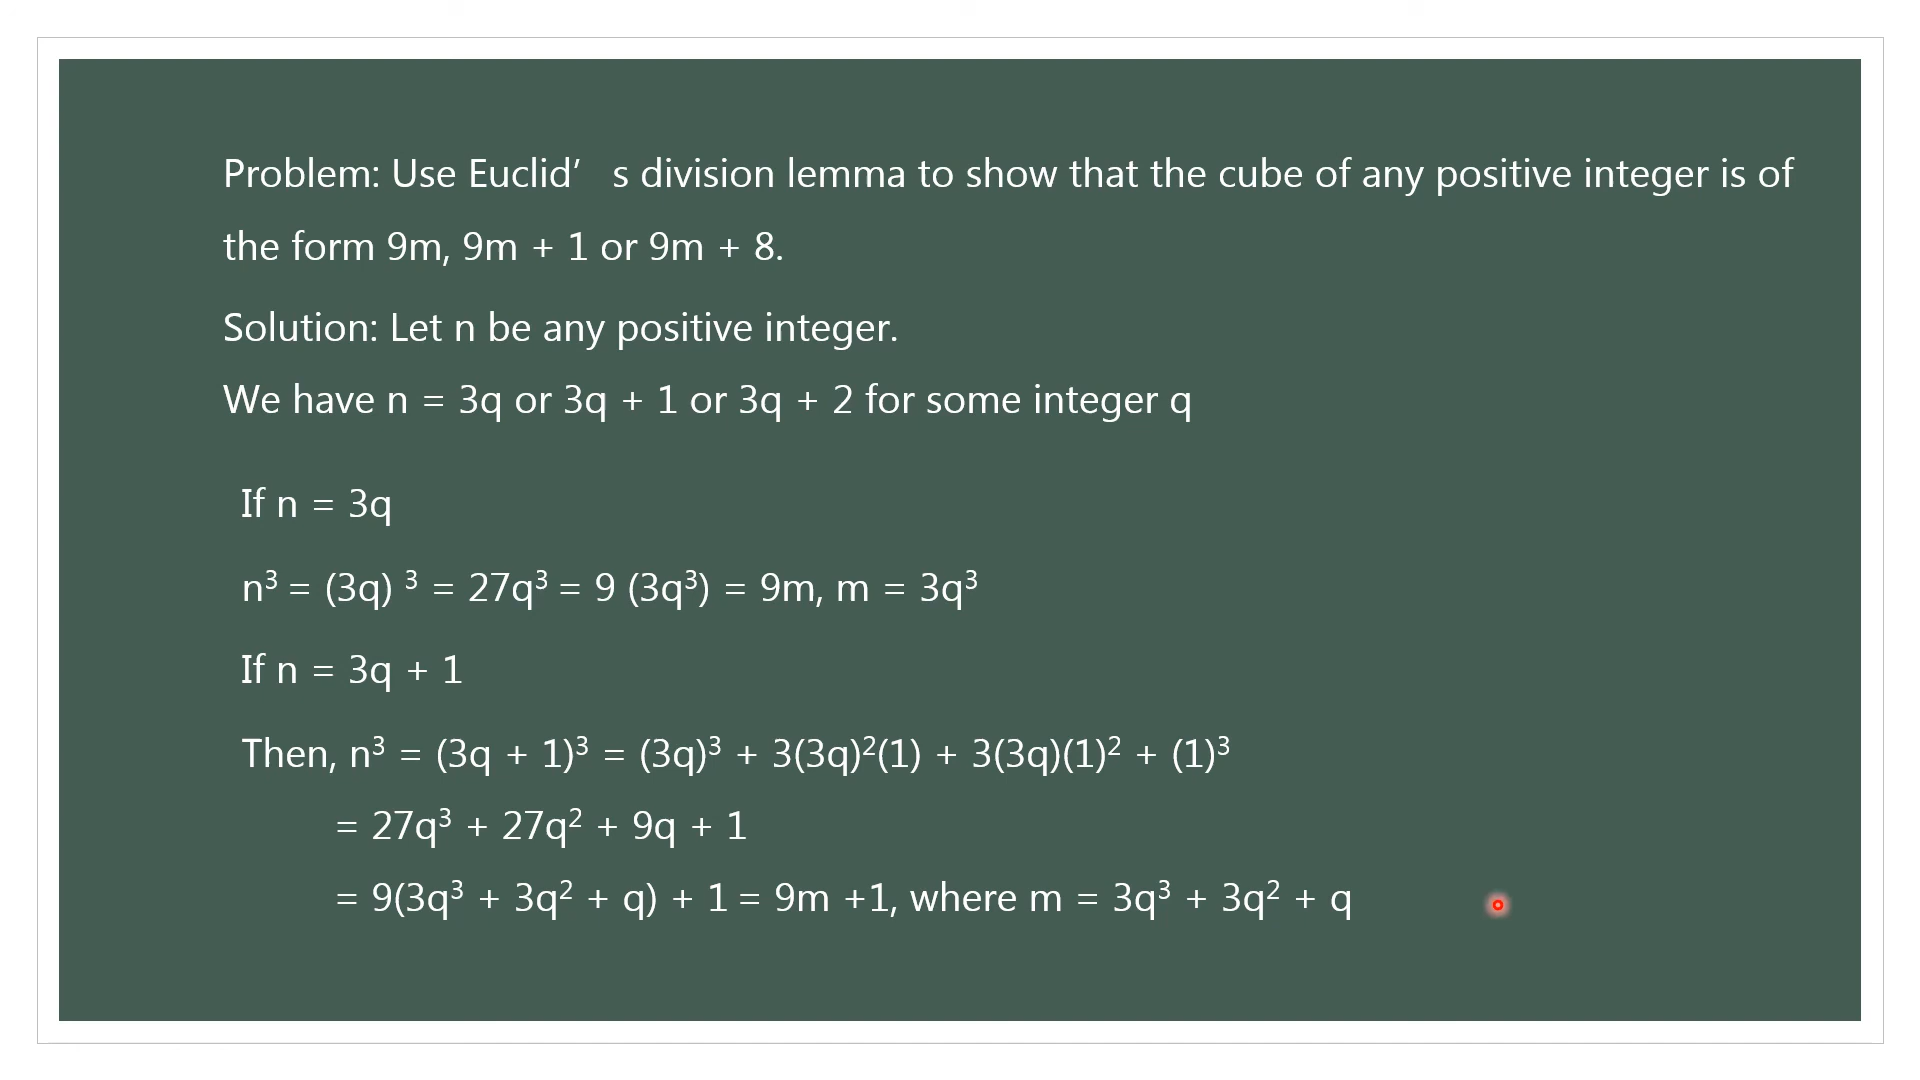 Problem: Use Euclid’ s division lemma to show that the cube of any positive integer is of
the form 9m, 9m + 1 or 9m + 8.
Solution: Let n be any positive integer.
We have n = 3q or 3q + 1 or 3q + 2 for some integer q
If n = 3q
n³ = (3q) ³ = 27q³ = 9 (3q³) = 9m, m = 3q³
If n = 3q + 1
Then, n³ = (3q + 1)³ = (3q)³ + 3(3q)²(1) + 3(3q)(1)² + (1)³
= 27q³ + 27q² + 9q + 1
= 9(3q³ + 3q² + q) + 1 = 9m +1, where m = 3q³ + 3q² + q